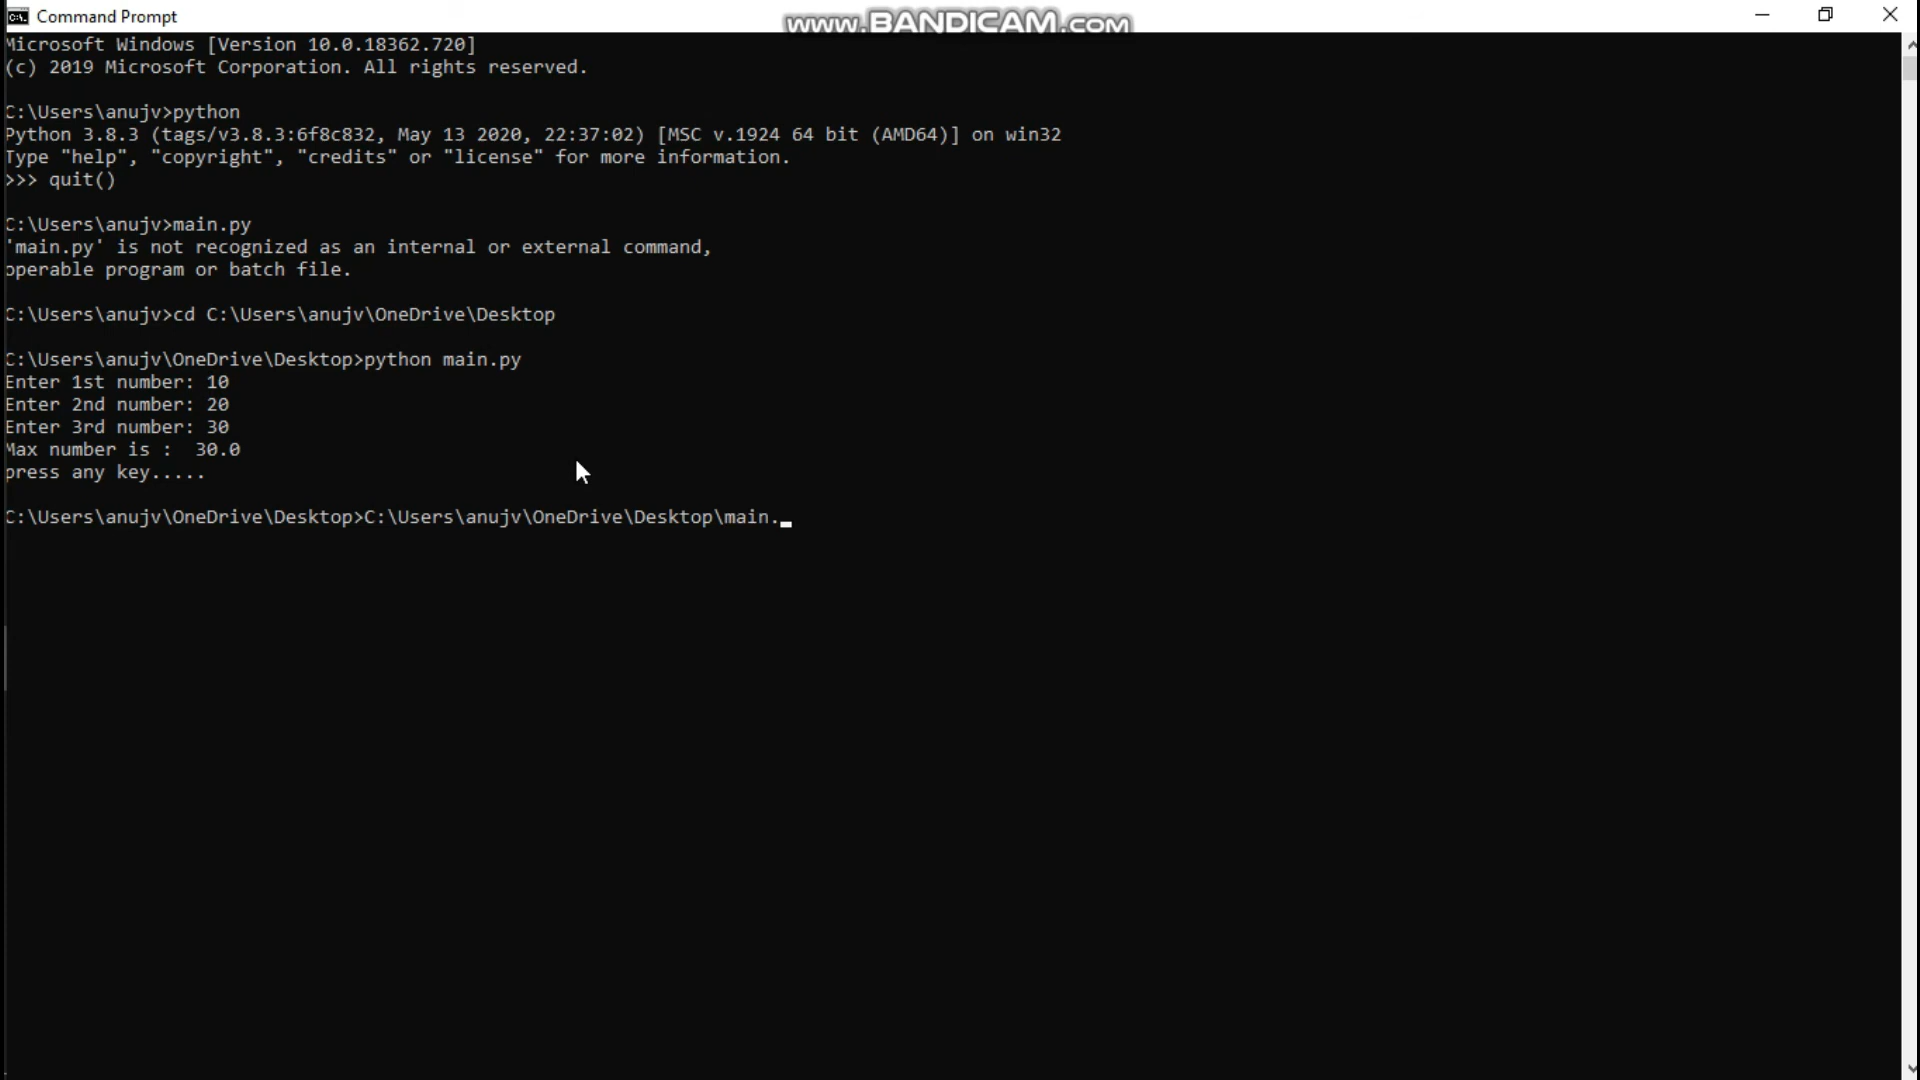 Command Prompt
www.BANDICAM.com
Microsoft Windows [Version 10.0.18362.720]
(c) 2019 Microsoft Corporation. All rights reserved.
C:\Users\anujv>python
Python 3.8.3 (tags/v3.8.3:6f8c832, May 13 2020, 22:37:02) [MSC v.1924 64 bit (AMD64)] on win32
Type "help", "copyright", "credits" or "license" for more information.
>>> quit()
C:\Users\anujv>main.py
'main.py' is not recognized as an internal or external command,
operable program or batch file.
C:\Users\anujv>cd C:\Users\anujv\OneDrive\Desktop
C:\Users\anujv\OneDrive\Desktop>python main.py
Enter 1st number: 10
Enter 2nd number: 20
Enter 3rd number: 30
Max number is :  30.0
press any key.....
C:\Users\anujv\OneDrive\Desktop>C:\Users\anujv\OneDrive\Desktop\main.